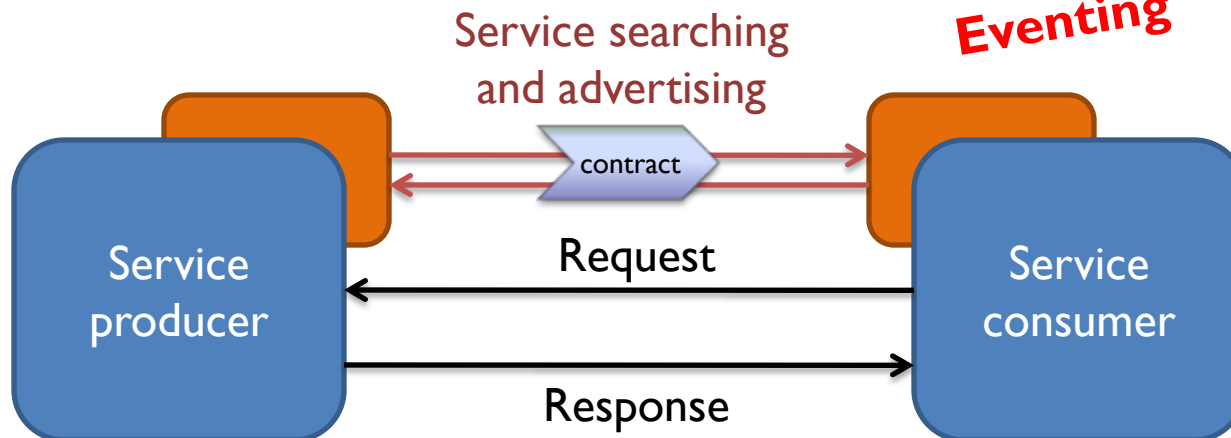 Service searching
and advertising
Eventing
contract
Service
producer
Request
Response
Service
consumer